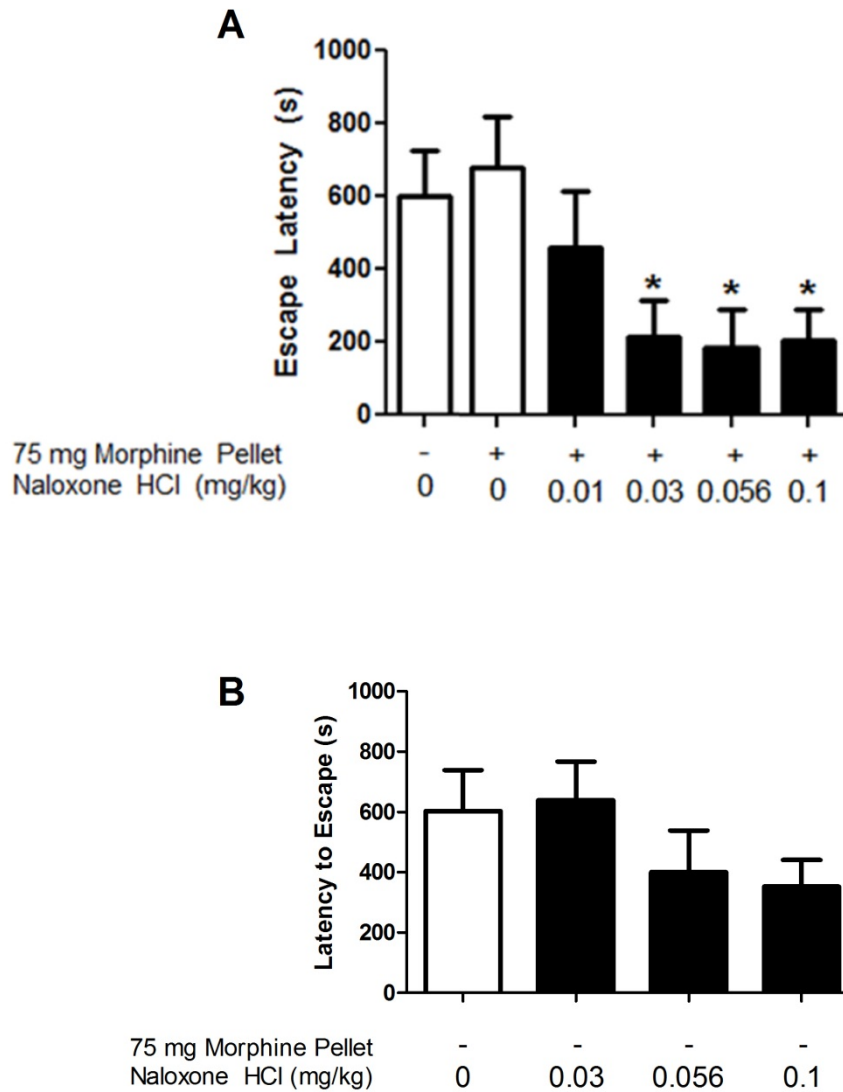 A
1000
800
600
400
200
0
Escape Latency (s)
* * *
75 mg Morphine Pellet - + + + + +
Naloxone HCl (mg/kg) 0 0 0.01 0.03 0.056 0.1
B
1000
800
600
400
200
0
Latency to Escape (s)
75 mg Morphine Pellet - - - -
Naloxone HCl (mg/kg) 0 0.03 0.056 0.1